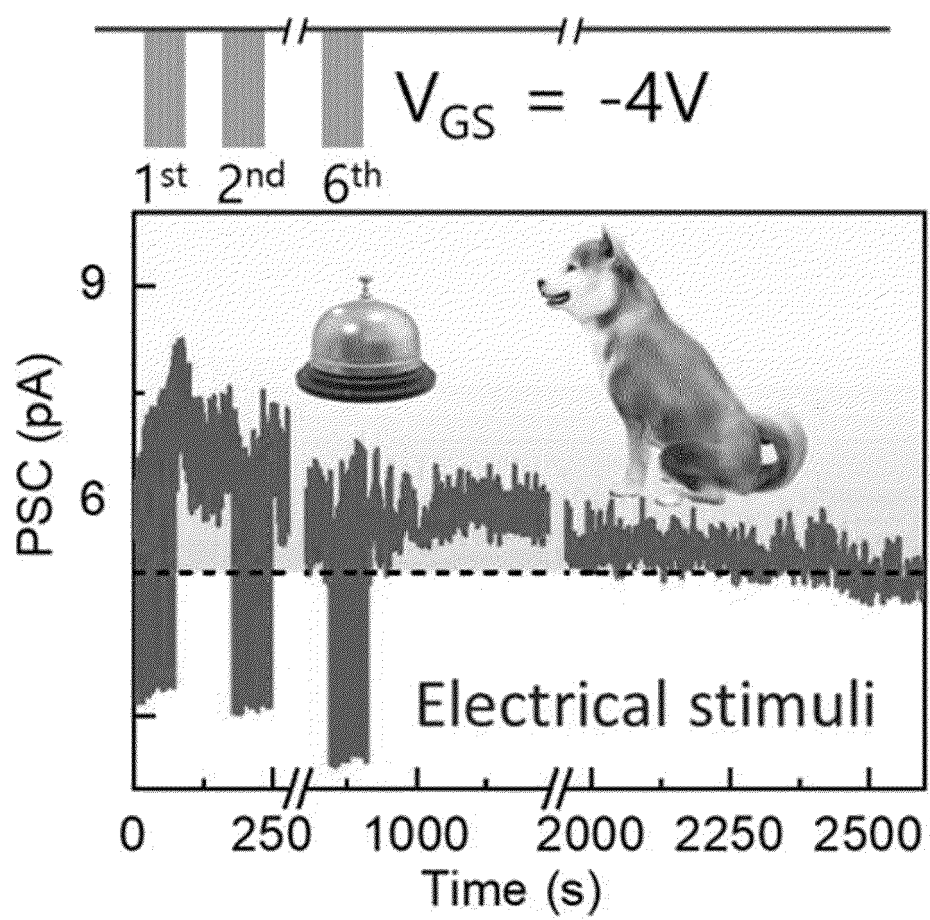 V_GS = -4V
1st 2nd 6th
9
6
PSC (pA)
Electrical stimuli
0 250 1000 2000 2250 2500
Time (s)